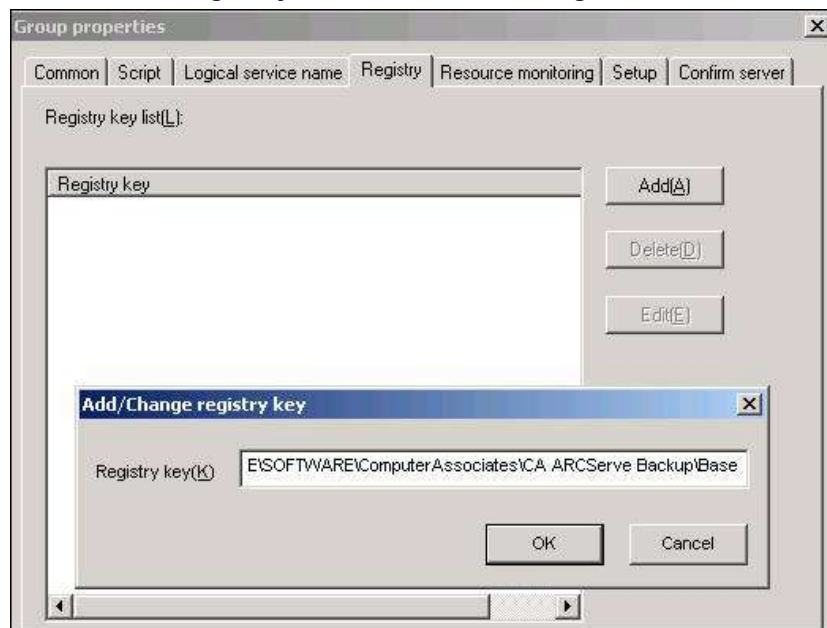 Group properties
Common Script Logical service name Registry Resource monitoring Setup Confirm server
Registry key list(L):
Registry key
Add(A)
Delete(D)
Edit(E)
Add/Change registry key
Registry key(K) E\SOFTWARE\ComputerAssociates\CA ARCServe Backup\Base
OK Cancel